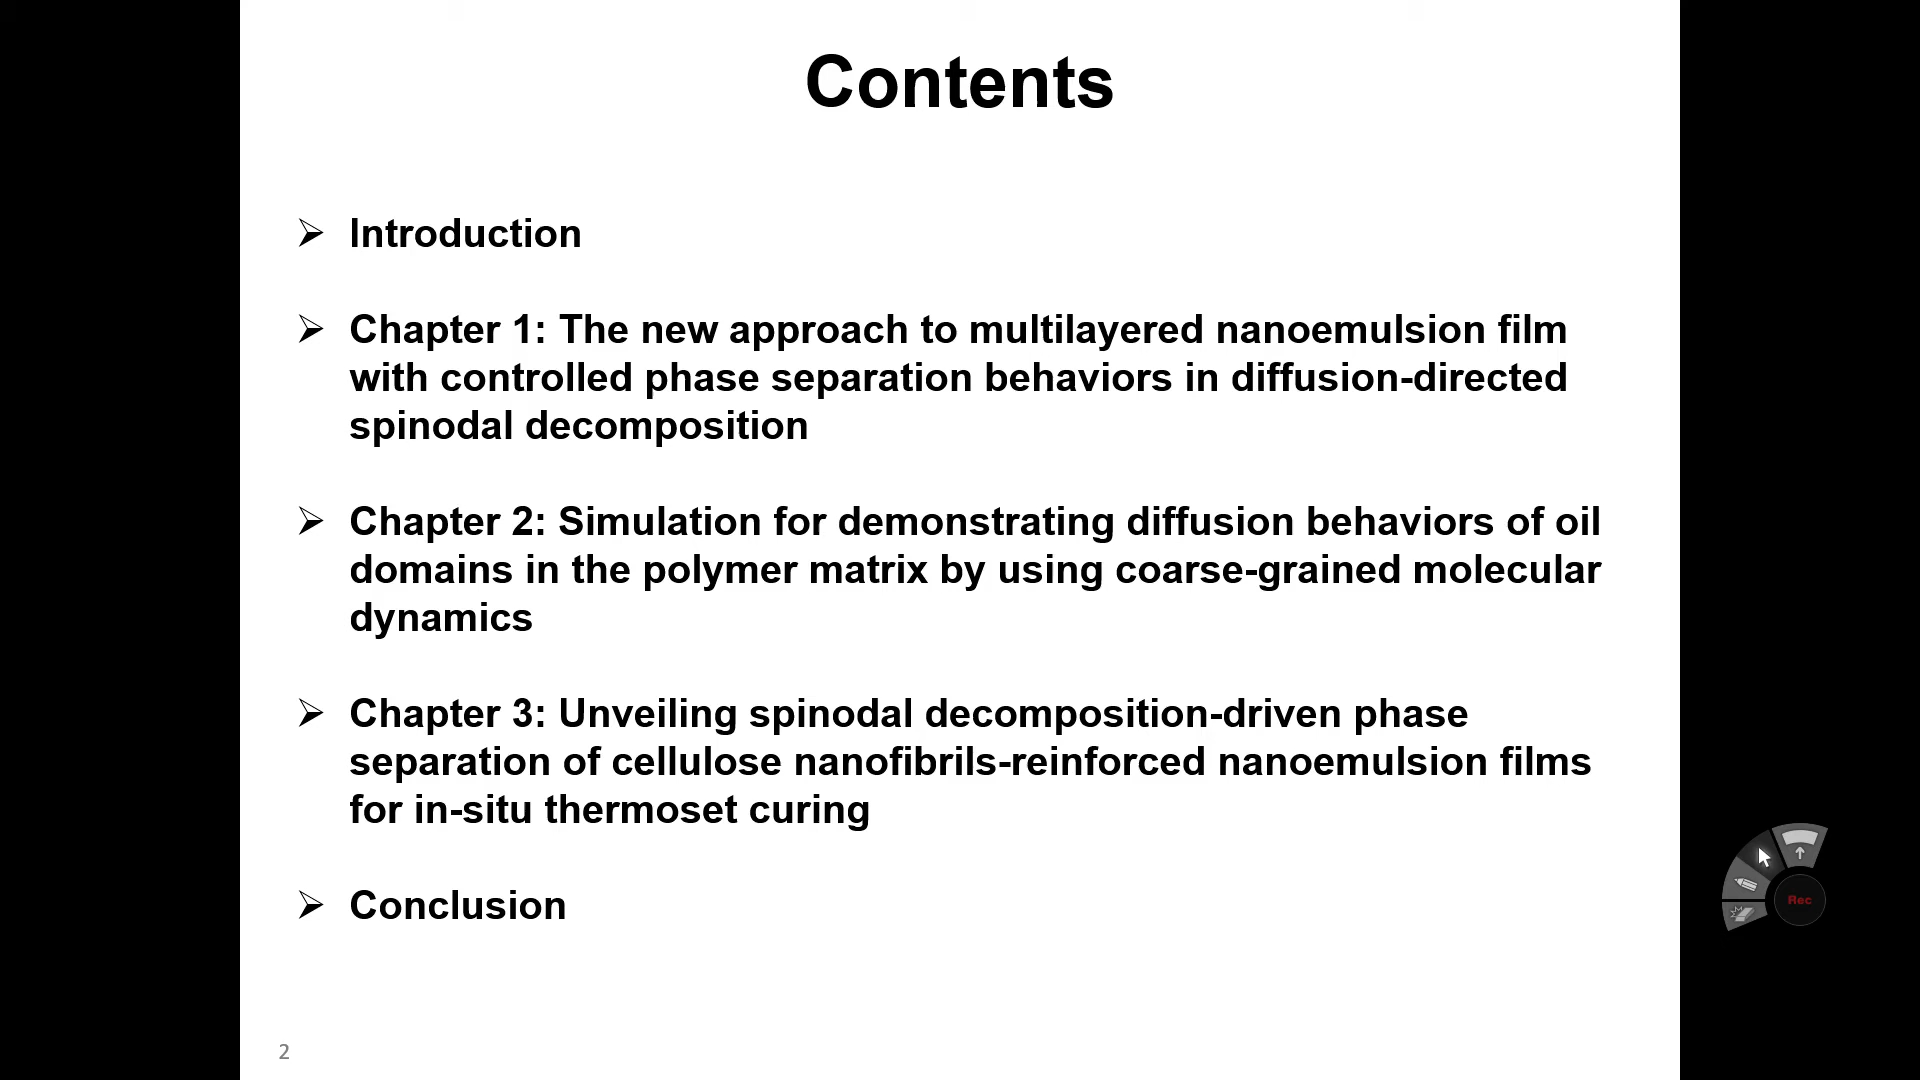 Contents
➢ Introduction
➢ Chapter 1: The new approach to multilayered nanoemulsion film
with controlled phase separation behaviors in diffusion-directed
spinodal decomposition
➢ Chapter 2: Simulation for demonstrating diffusion behaviors of oil
domains in the polymer matrix by using coarse-grained molecular
dynamics
➢ Chapter 3: Unveiling spinodal decomposition-driven phase
separation of cellulose nanofibrils-reinforced nanoemulsion films
for in-situ thermoset curing
➢ Conclusion
Rec
2